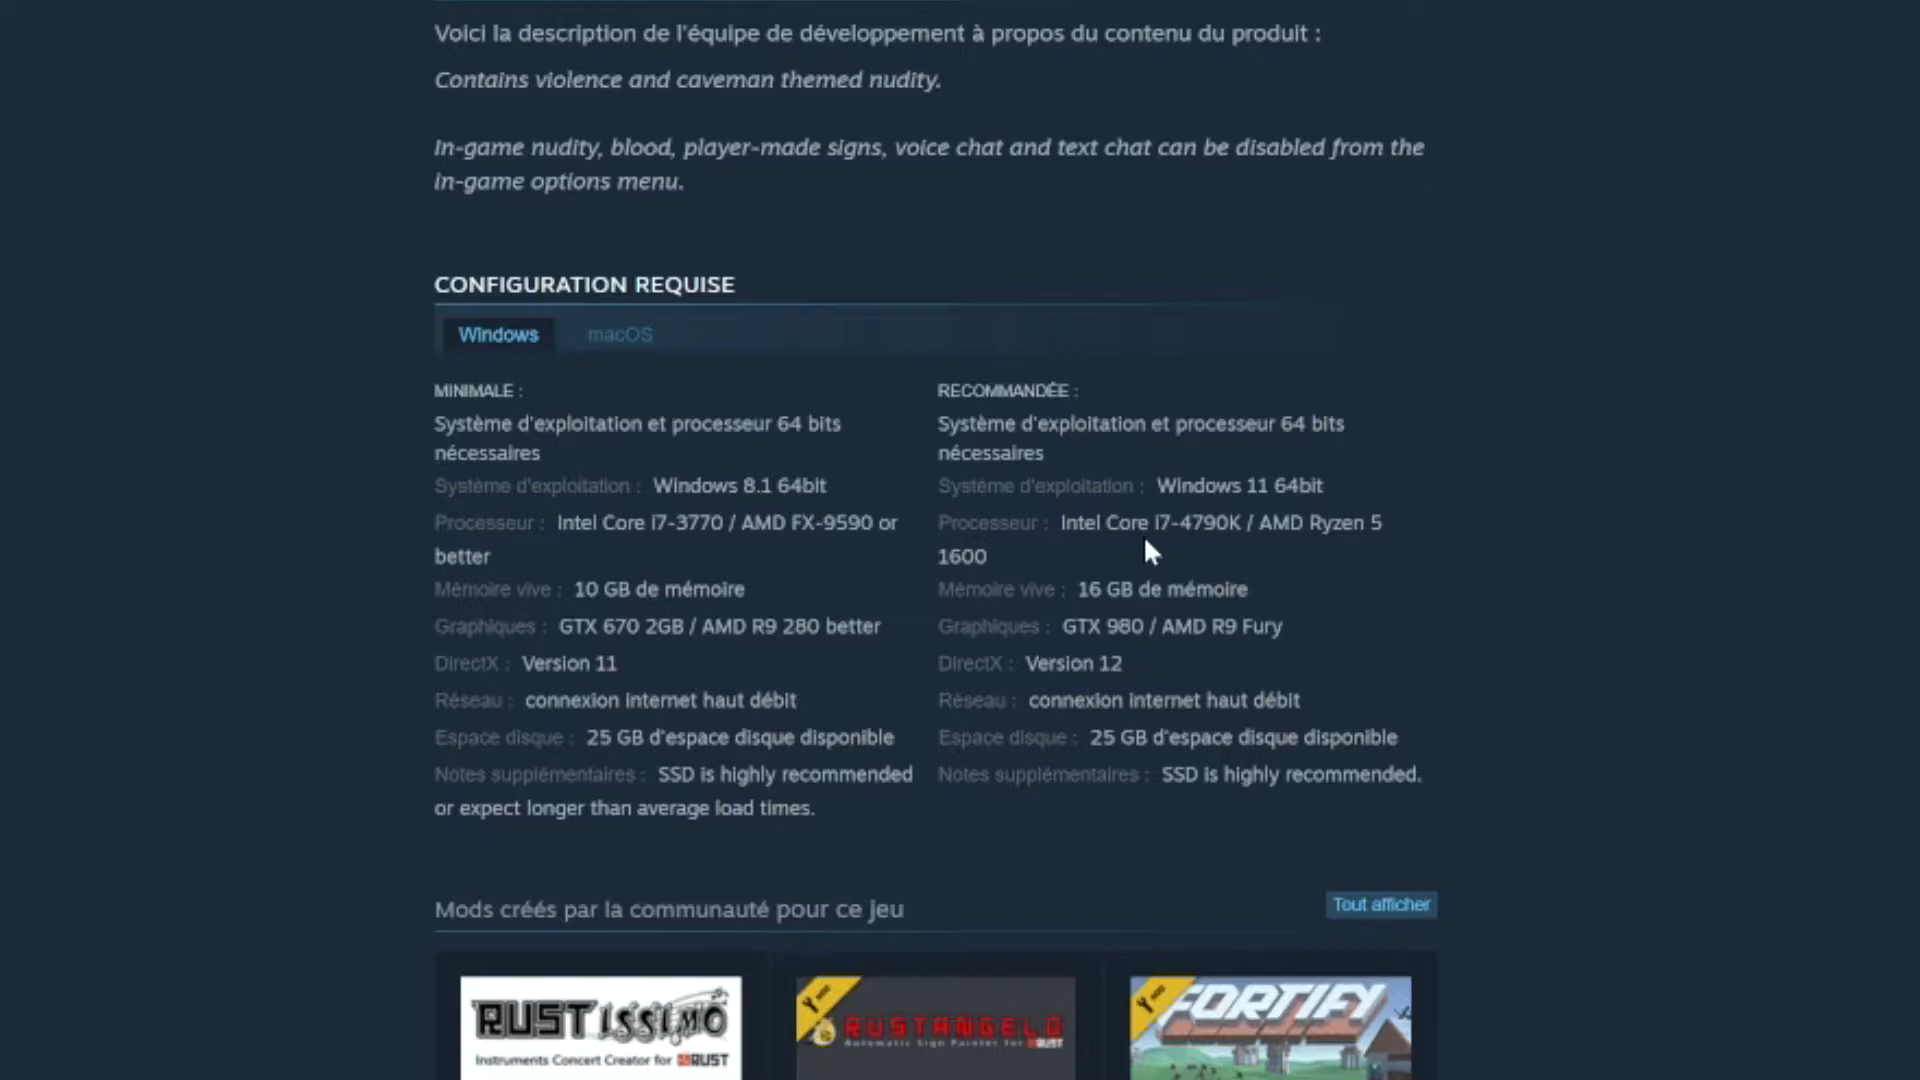 Voici la description de l'équipe de développement à propos du contenu du produit :
Contains violence and caveman themed nudity.
In-game nudity, blood, player-made signs, voice chat and text chat can be disabled from the
in-game options menu.
CONFIGURATION REQUISE
Windows macOS
MINIMALE :
Système d'exploitation et processeur 64 bits
nécessaires
Système d'exploitation : Windows 8.1 64bit
Processeur : Intel Core i7-3770 / AMD FX-9590 or
better
Mémoire vive : 10 GB de mémoire
Graphiques : GTX 670 2GB / AMD R9 280 better
DirectX : Version 11
Réseau : connexion internet haut débit
Espace disque : 25 GB d'espace disque disponible
Notes supplémentaires : SSD is highly recommended
or expect longer than average load times.
RECOMMANDÉE :
Système d'exploitation et processeur 64 bits
nécessaires
Système d'exploitation : Windows 11 64bit
Processeur : Intel Core i7-4790K / AMD Ryzen 5
1600
Mémoire vive : 16 GB de mémoire
Graphiques : GTX 980 / AMD R9 Fury
DirectX : Version 12
Réseau : connexion internet haut débit
Espace disque : 25 GB d'espace disque disponible
Notes supplémentaires : SSD is highly recommended.
Mods créés par la communauté pour ce jeu
Tout afficher
RUSTISSIMO
Instruments Concert Creator for RUST
MOD
RUSTANGELO
Automatic Sign Painter for RUST
MOD
FORTIFY